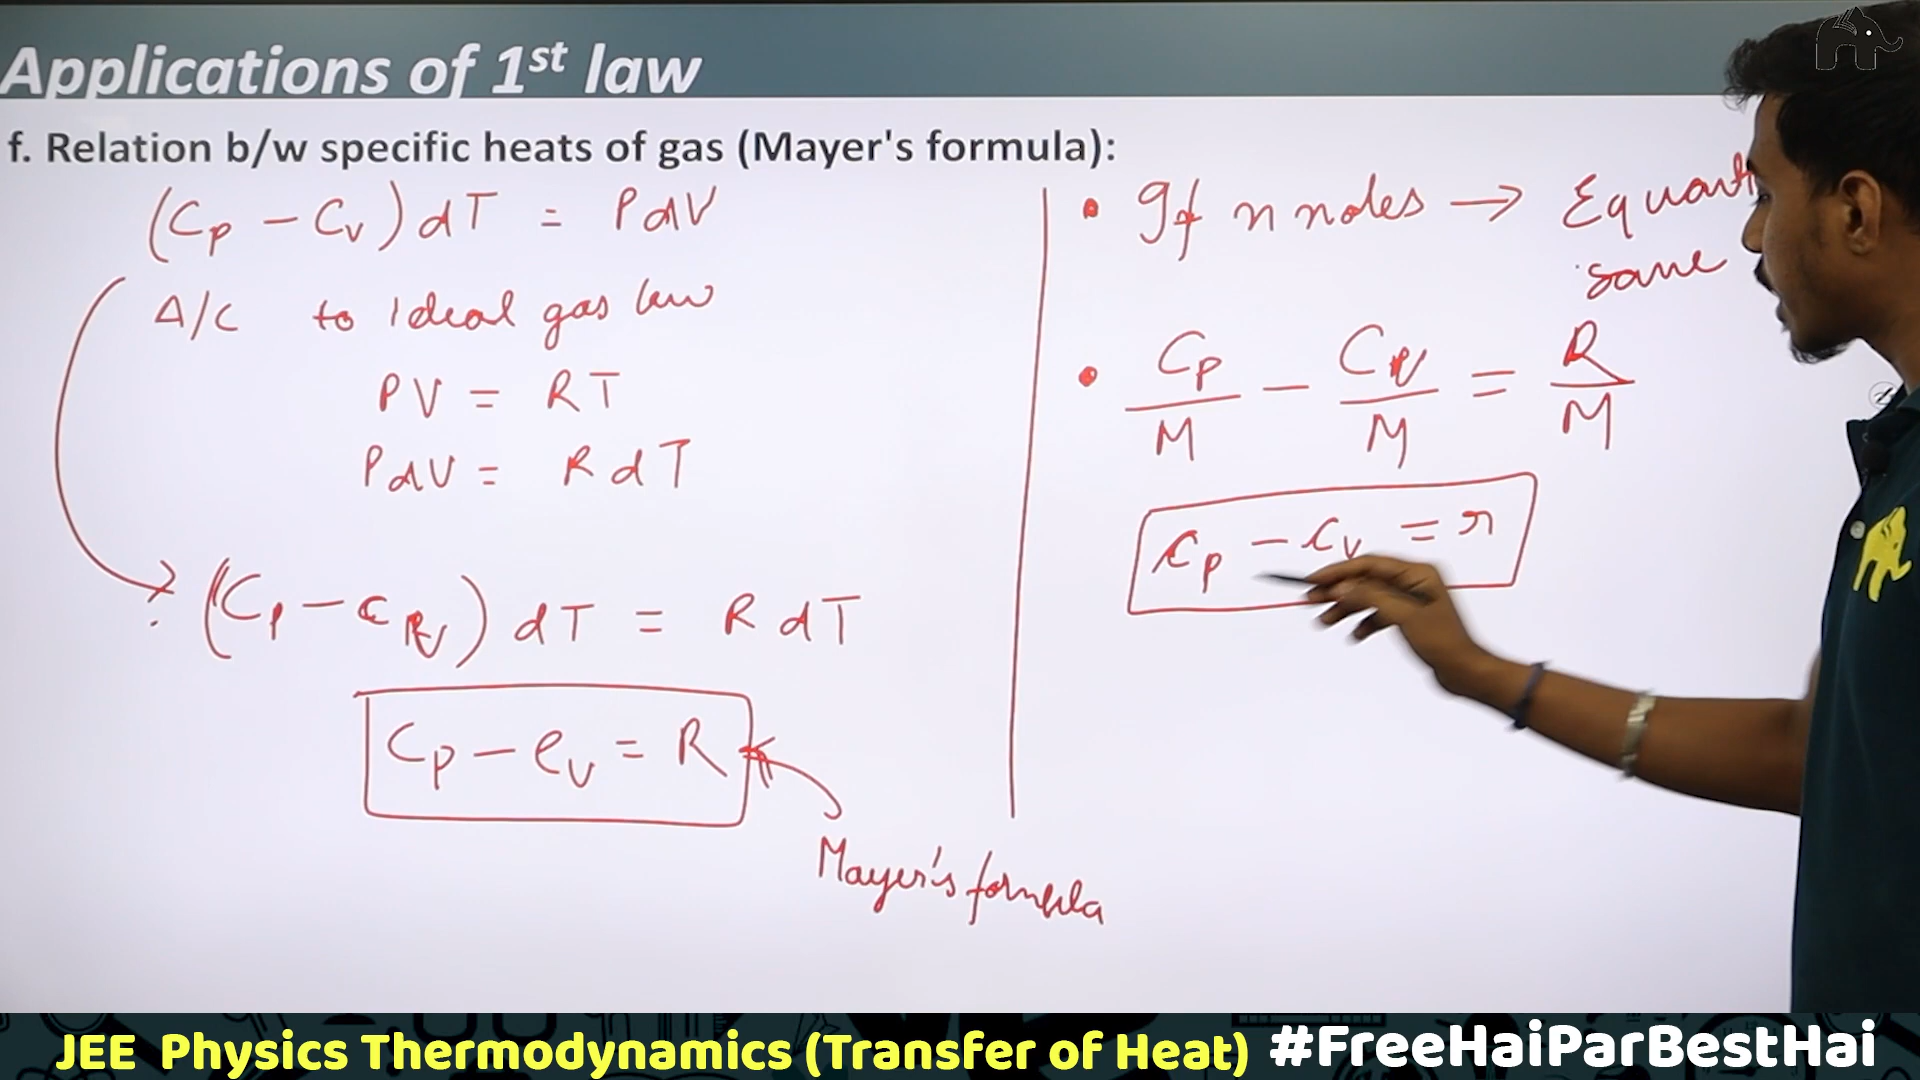 Applications of 1st law
f. Relation b/w specific heats of gas (Mayer's formula):
(Cp - Cv) dT = PdV
A/C to ideal gas law
PV = RT
PdV = RdT
(Cp - Cv) dT = R dT
Cp - Cv = R
Mayer's formula
• If n moles →
same
• Cp/M - Cv/M = R/M
cp - cv = r
JEE Physics Thermodynamics (Transfer of Heat) #FreeHaiParBestHai